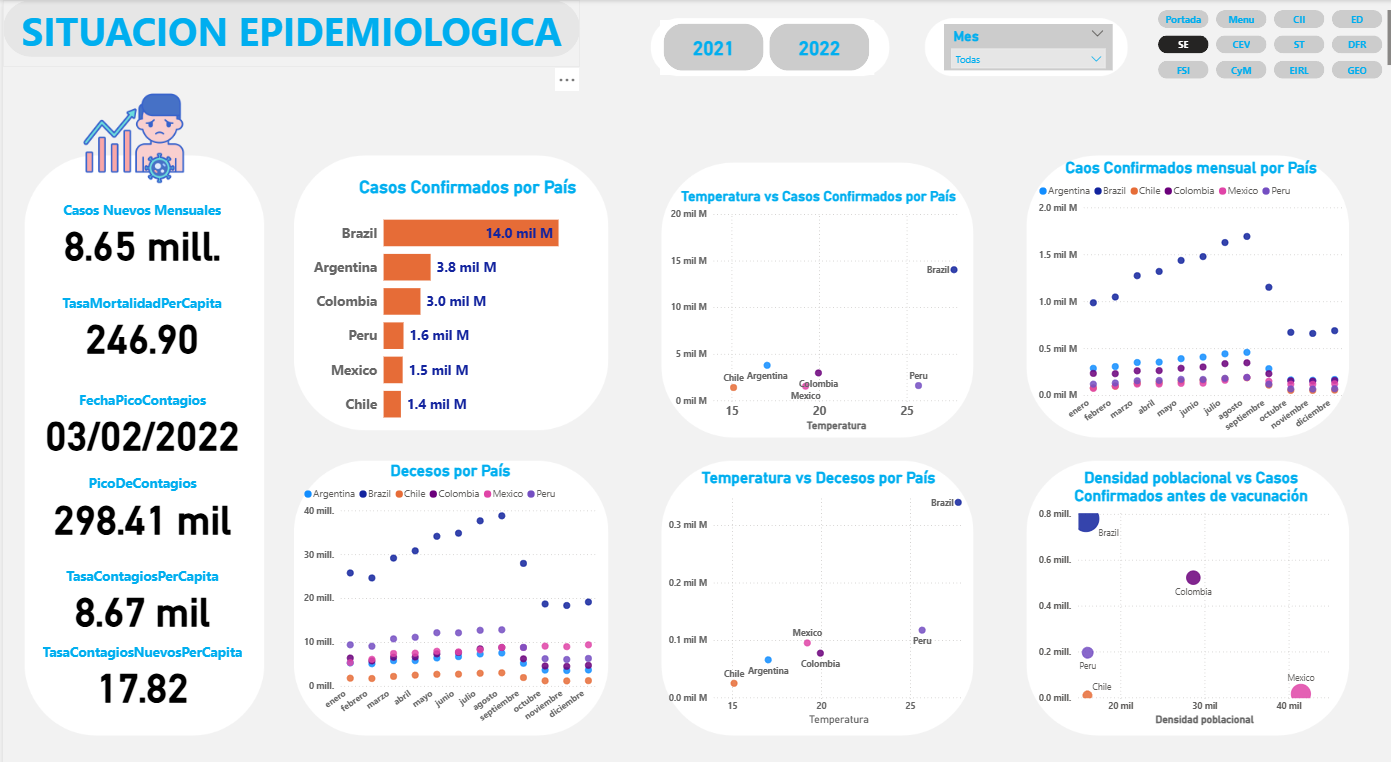 SITUACION EPIDEMIOLOGICA
2021
2022
Mes
Todas
Portada
Menu
CII
ED
SE
CEV
ST
DFR
FSI
CyM
EIRL
GEO
Casos Nuevos Mensuales
8.65 mill.
TasaMortalidadPerCapita
246.90
FechaPicoContagios
03/02/2022
PicoDeContagios
298.41 mil
TasaContagiosPerCapita
8.67 mil
TasaContagiosNuevosPerCapita
17.82
Casos Confirmados por País
Brazil 14.0 mil M
Argentina 3.8 mil M
Colombia 3.0 mil M
Peru 1.6 mil M
Mexico 1.5 mil M
Chile 1.4 mil M
Temperatura vs Casos Confirmados por País
20 mil M
15 mil M
10 mil M
5 mil M
0 mil M
Brazil
Chile
Argentina
Colombia
Mexico
Peru
15 20 25
Temperatura
Caos Confirmados mensual por País
Argentina Brazil Chile Colombia Mexico Peru
2.0 mil M
1.5 mil M
1.0 mil M
0.5 mil M
0.0 mil M
enero febrero marzo abril mayo junio julio agosto septiembre octubre noviembre diciembre
Decesos por País
Argentina Brazil Chile Colombia Mexico Peru
40 mill.
30 mill.
20 mill.
10 mill.
0 mill.
enero febrero marzo abril mayo junio julio agosto septiembre octubre noviembre diciembre
Temperatura vs Decesos por País
0.3 mil M
0.2 mil M
0.1 mil M
0.0 mil M
Brazil
Mexico
Peru
Colombia
Argentina
Chile
15 20 25
Temperatura
Densidad poblacional vs Casos
Confirmados antes de vacunación
0.8 mill.
0.6 mill.
0.4 mill.
0.2 mill.
0.0 mill.
Brazil
Colombia
Peru
Chile
Mexico
20 mil 30 mil 40 mil
Densidad poblacional